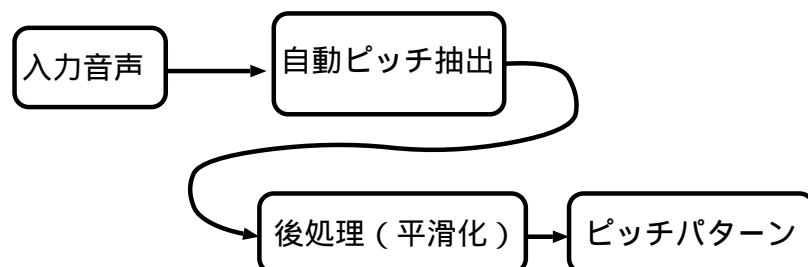 入力音声
自動ピッチ抽出
後処理（平滑化）
ピッチパターン